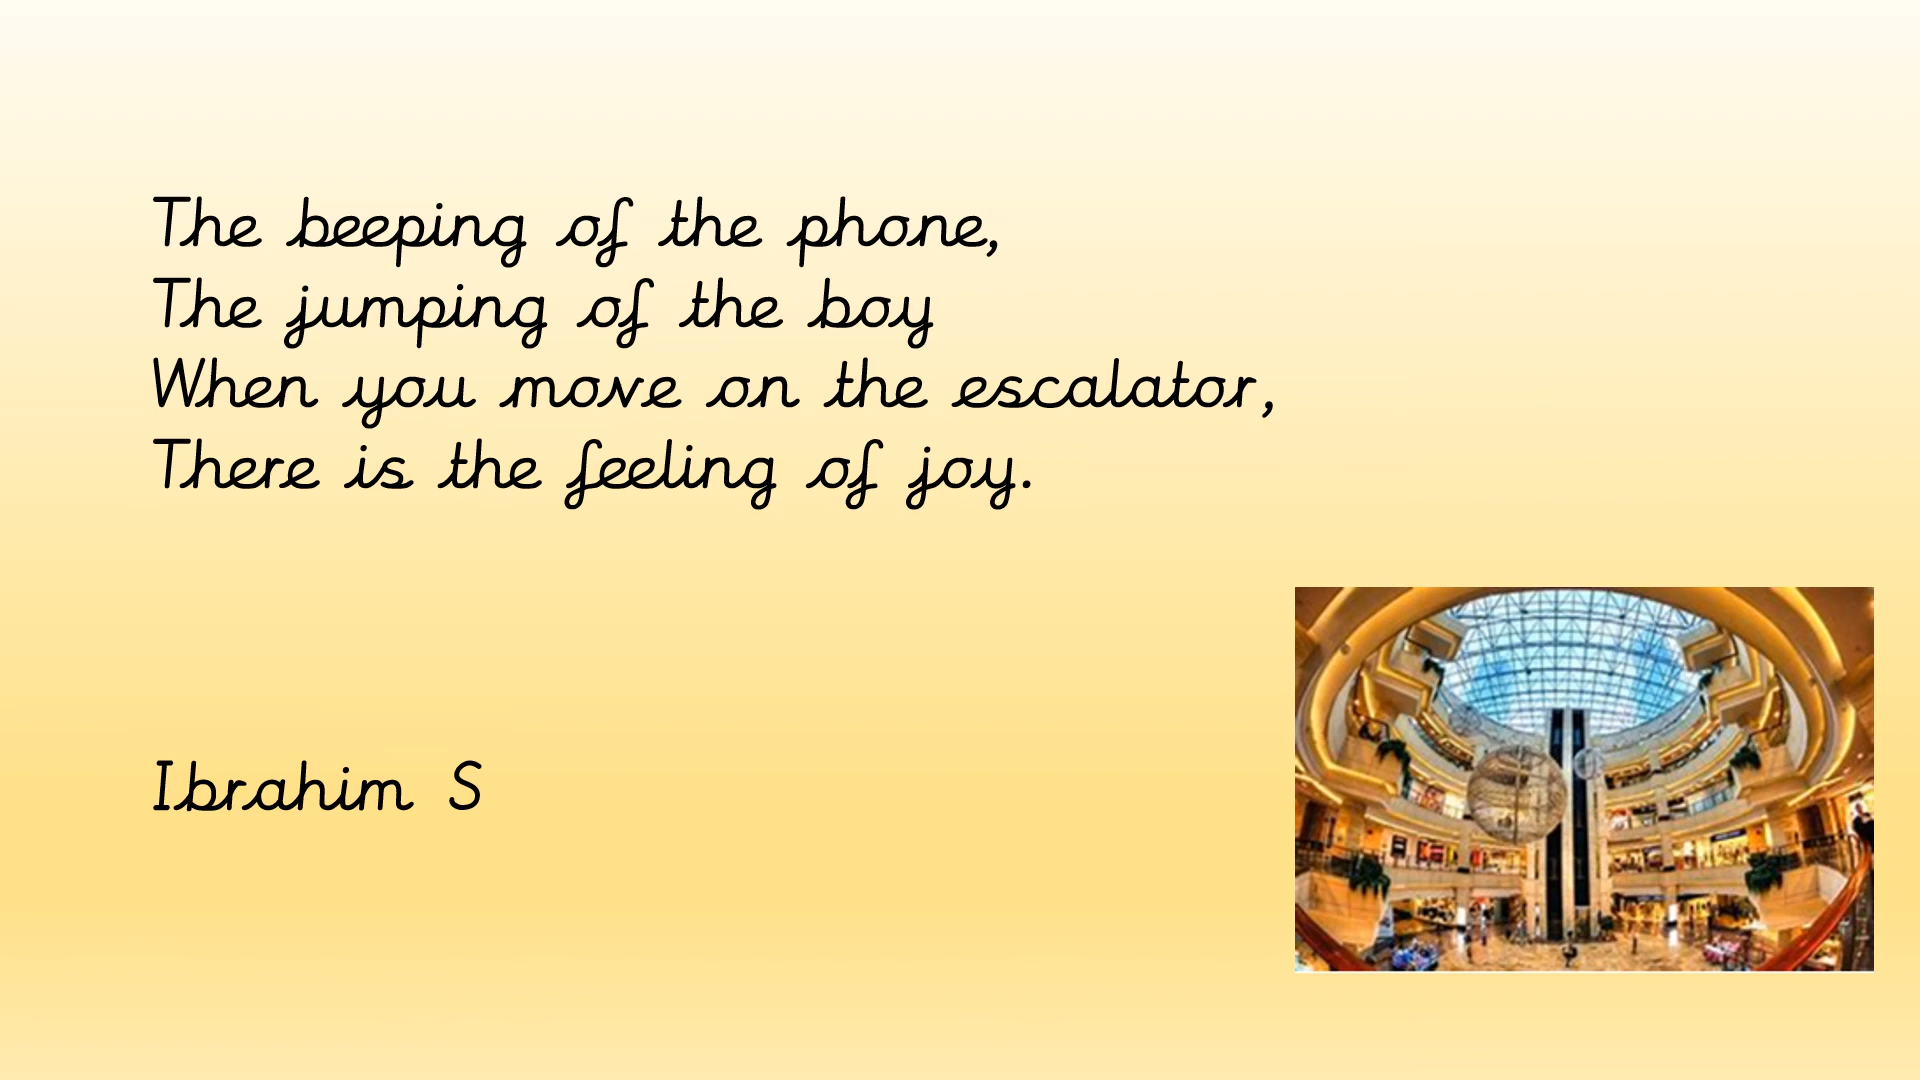 The beeping of the phone,
The jumping of the boy
When you move on the escalator,
There is the feeling of joy.
Ibrahim S